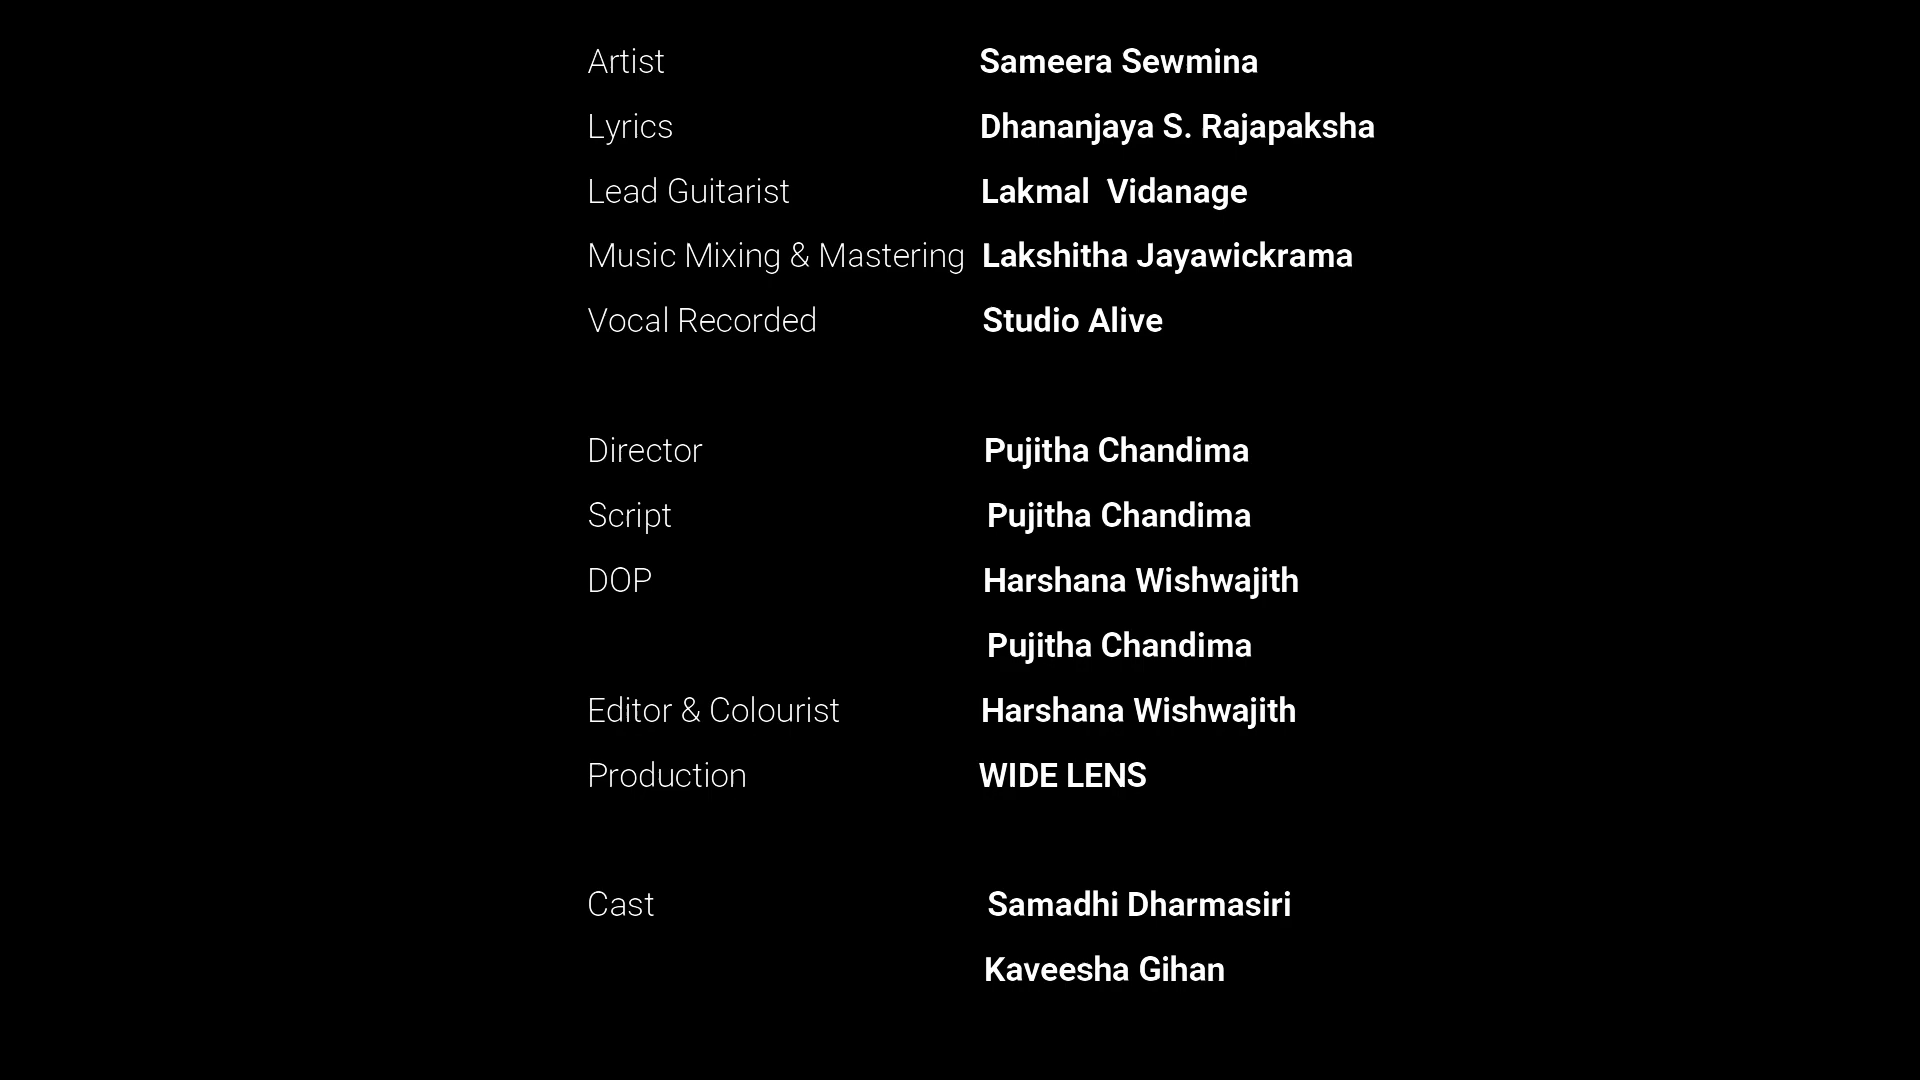 Artist Sameera Sewmina
Lyrics Dhananjaya S. Rajapaksha
Lead Guitarist Lakmal Vidanage
Music Mixing & Mastering Lakshitha Jayawickrama
Vocal Recorded Studio Alive
Director Pujitha Chandima
Script Pujitha Chandima
DOP Harshana Wishwajith
Pujitha Chandima
Editor & Colourist Harshana Wishwajith
Production WIDE LENS
Cast Samadhi Dharmasiri
Kaveesha Gihan